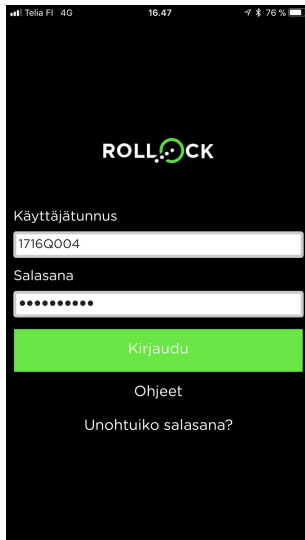 Telia FI 4G 16.47 76 %
ROLLOCK
Käyttäjätunnus
1716Q004
Salasana
••••••••••
Kirjaudu
Ohjeet
Unohtuiko salasana?